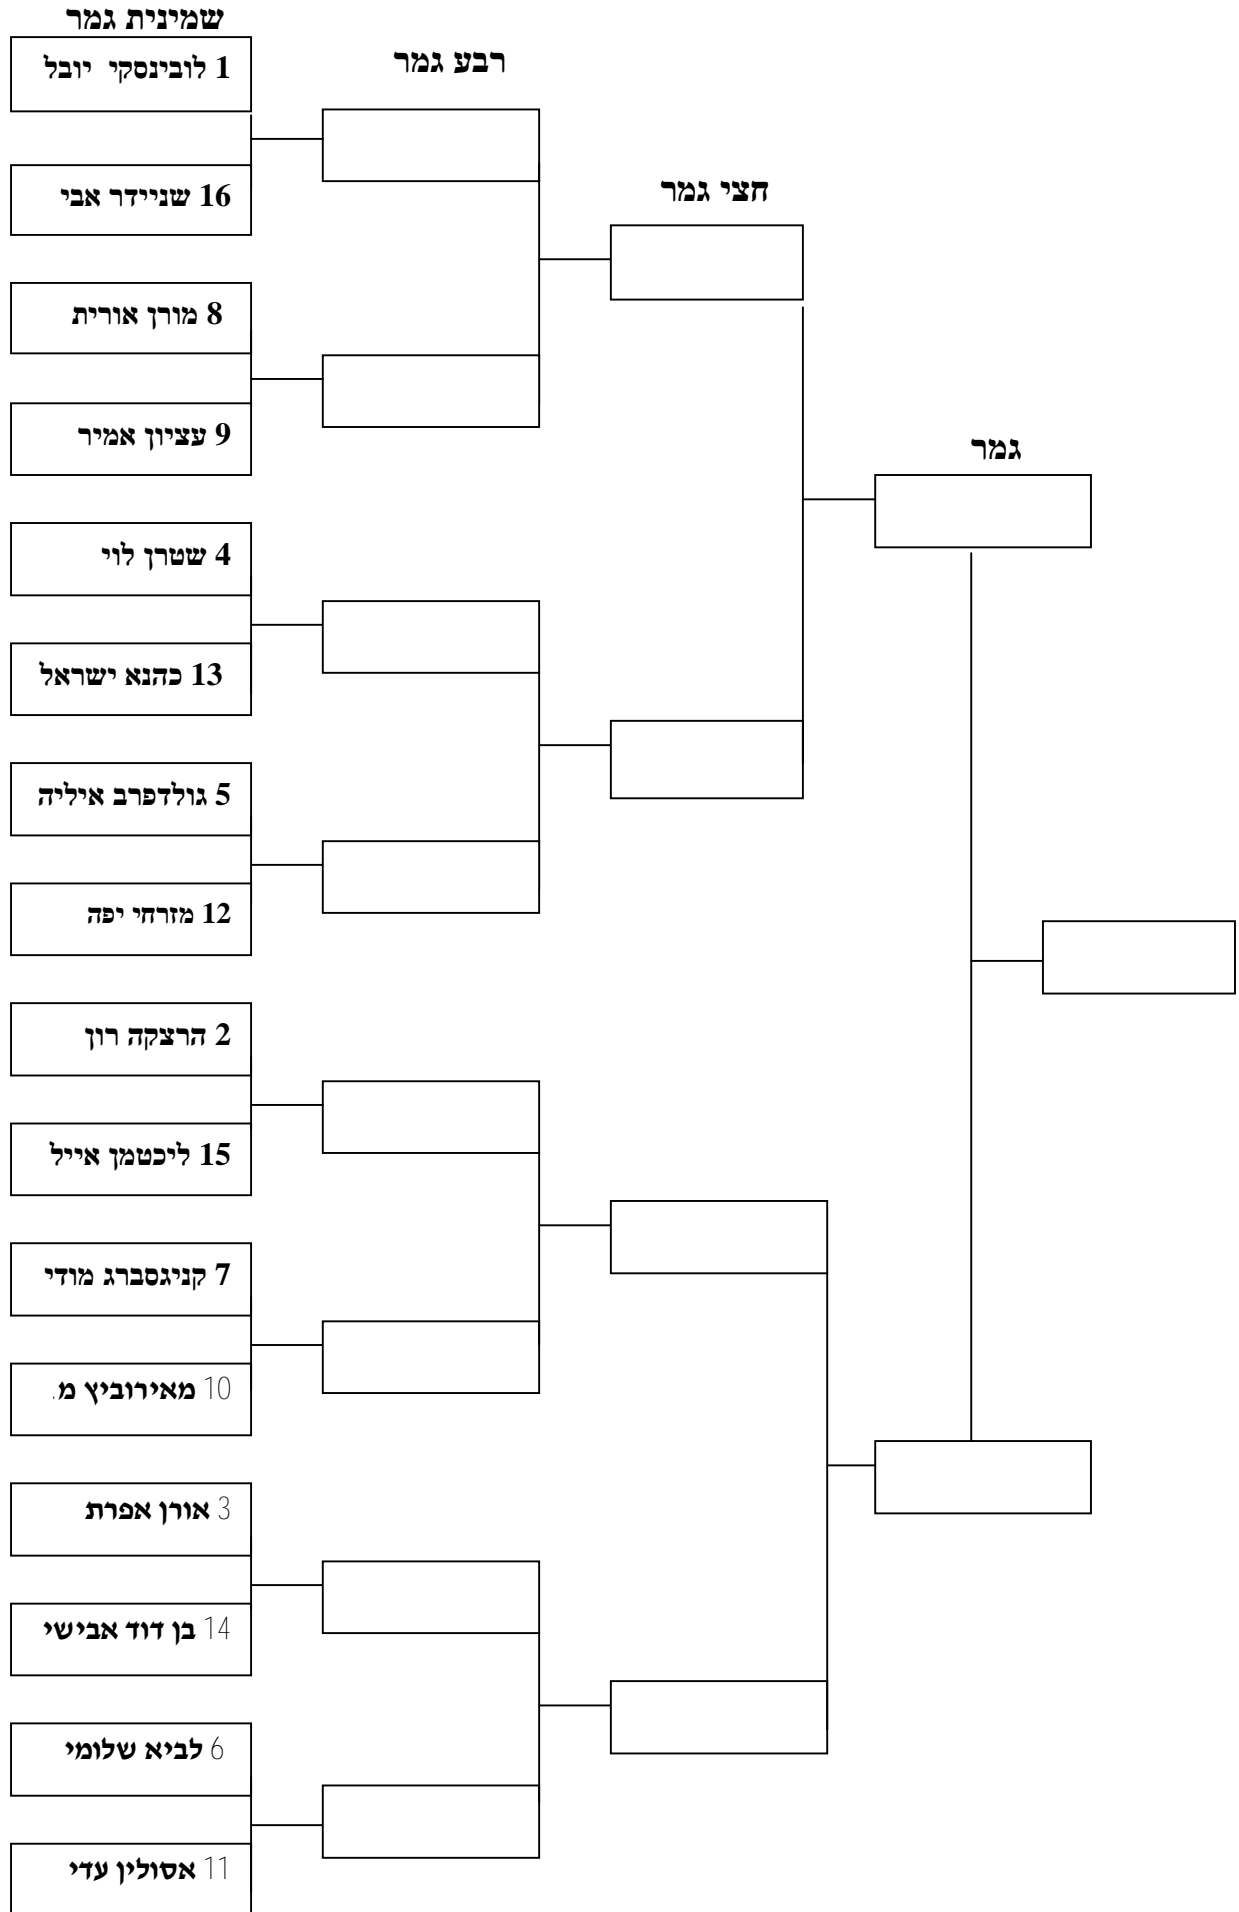 שמינית גמר
רבע גמר
חצי גמר
גמר
1 לובינסקי יובל
16 שניידר אבי
8 מורן אורית
9 עציון אמיר
4 שטרן לוי
13 כהנא ישראל
5 גולדפרב איליה
12 מזרחי יפה
2 הרצקה רון
15 ליכטמן אייל
7 קניגסברג מודי
10 מאירוביץ מ.
3 אורן אפרת
14 בן דוד אבישי
6 לביא שלומי
11 אסולין עדי